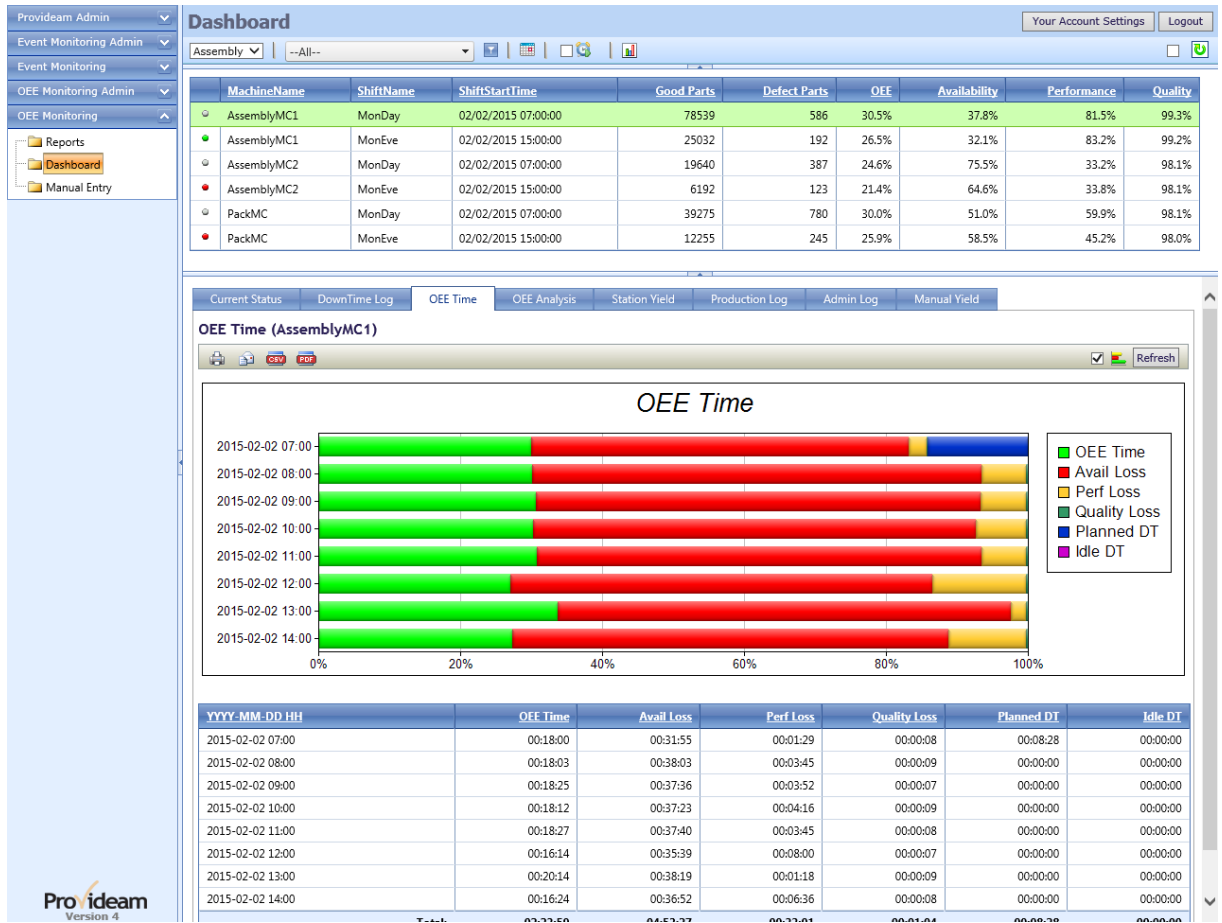 Provideam Admin
Event Monitoring Admin
Event Monitoring
OEE Monitoring Admin
OEE Monitoring
Reports
Dashboard
Manual Entry
Provideam
Version 4
Dashboard
Your Account Settings Logout
Assembly --All--
MachineName ShiftName ShiftStartTime Good Parts Defect Parts OEE Availability Performance Quality
AssemblyMC1 MonDay 02/02/2015 07:00:00 78539 586 30.5% 37.8% 81.5% 99.3%
AssemblyMC1 MonEve 02/02/2015 15:00:00 25032 192 26.5% 32.1% 83.2% 99.2%
AssemblyMC2 MonDay 02/02/2015 07:00:00 19640 387 24.6% 75.5% 33.2% 98.1%
AssemblyMC2 MonEve 02/02/2015 15:00:00 6192 123 21.4% 64.6% 33.8% 98.1%
PackMC MonDay 02/02/2015 07:00:00 39275 780 30.0% 51.0% 59.9% 98.1%
PackMC MonEve 02/02/2015 15:00:00 12255 245 25.9% 58.5% 45.2% 98.0%
Current Status DownTime Log OEE Time OEE Analysis Station Yield Production Log Admin Log Manual Yield
OEE Time (AssemblyMC1)
CSV PDF Refresh
OEE Time
2015-02-02 07:00
2015-02-02 08:00
2015-02-02 09:00
2015-02-02 10:00
2015-02-02 11:00
2015-02-02 12:00
2015-02-02 13:00
2015-02-02 14:00
0% 20% 40% 60% 80% 100%
OEE Time
Avail Loss
Perf Loss
Quality Loss
Planned DT
Idle DT
YYYY-MM-DD HH OEE Time Avail Loss Perf Loss Quality Loss Planned DT Idle DT
2015-02-02 07:00 00:18:00 00:31:55 00:01:29 00:00:08 00:08:28 00:00:00
2015-02-02 08:00 00:18:03 00:38:03 00:03:45 00:00:09 00:00:00 00:00:00
2015-02-02 09:00 00:18:25 00:37:36 00:03:52 00:00:07 00:00:00 00:00:00
2015-02-02 10:00 00:18:12 00:37:23 00:04:16 00:00:09 00:00:00 00:00:00
2015-02-02 11:00 00:18:27 00:37:40 00:03:45 00:00:08 00:00:00 00:00:00
2015-02-02 12:00 00:16:14 00:35:39 00:08:00 00:00:07 00:00:00 00:00:00
2015-02-02 13:00 00:20:14 00:38:19 00:01:18 00:00:09 00:00:00 00:00:00
2015-02-02 14:00 00:16:24 00:36:52 00:06:36 00:00:08 00:00:00 00:00:00